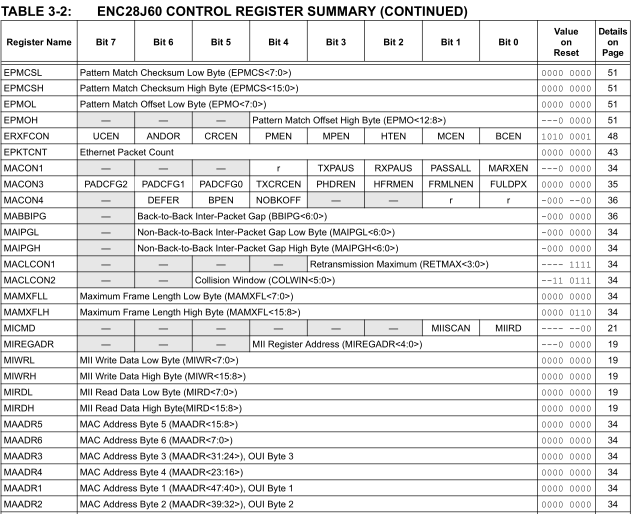 TABLE 3-2: ENC28J60 CONTROL REGISTER SUMMARY (CONTINUED)
Register Name Bit 7 Bit 6 Bit 5 Bit 4 Bit 3 Bit 2 Bit 1 Bit 0 Value on Reset Details on Page
EPMCSL Pattern Match Checksum Low Byte (EPMCS<7:0>) 0000 0000 51
EPMCSH Pattern Match Checksum High Byte (EPMCS<15:0>) 0000 0000 51
EPMOL Pattern Match Offset Low Byte (EPMO<7:0>) 0000 0000 51
EPMOH — — — Pattern Match Offset High Byte (EPMO<12:8>) ---0 0000 51
ERXFCON UCEN ANDOR CRCEN PMEN MPEN HTEN MCEN BCEN 1010 0001 48
EPKTCNT Ethernet Packet Count 0000 0000 43
MACON1 — — — r TXPAUS RXPAUS PASSALL MARXEN ---0 0000 34
MACON3 PADCFG2 PADCFG1 PADCFG0 TXCRCEN PHDREN HFRMEN FRMLNEN FULDPX 0000 0000 35
MACON4 — DEFER BPEN NOBKOFF — — r r -000 --00 36
MABBIPG — Back-to-Back Inter-Packet Gap (BBIPG<6:0>) -000 0000 36
MAIPGL — Non-Back-to-Back Inter-Packet Gap Low Byte (MAIPGL<6:0>) -000 0000 34
MAIPGH — Non-Back-to-Back Inter-Packet Gap High Byte (MAIPGH<6:0>) -000 0000 34
MACLCON1 — — — — Retransmission Maximum (RETMAX<3:0>) ---- 1111 34
MACLCON2 — — Collision Window (COLWIN<5:0>) --11 0111 34
MAMXFLL Maximum Frame Length Low Byte (MAMXFL<7:0>) 0000 0000 34
MAMXFLH Maximum Frame Length High Byte (MAMXFL<15:8>) 0000 0110 34
MICMD — — — — — — MIISCAN MIIRD ---- --00 21
MIREGADR — — — MII Register Address (MIREGADR<4:0>) ---0 0000 19
MIWRL MII Write Data Low Byte (MIWR<7:0>) 0000 0000 19
MIWRH MII Write Data High Byte (MIWR<15:8>) 0000 0000 19
MIRDL MII Read Data Low Byte (MIRD<7:0>) 0000 0000 19
MIRDH MII Read Data High Byte(MIRD<15:8>) 0000 0000 19
MAADR5 MAC Address Byte 5 (MAADR<15:8>) 0000 0000 34
MAADR6 MAC Address Byte 6 (MAADR<7:0>) 0000 0000 34
MAADR3 MAC Address Byte 3 (MAADR<31:24>), OUI Byte 3 0000 0000 34
MAADR4 MAC Address Byte 4 (MAADR<23:16>) 0000 0000 34
MAADR1 MAC Address Byte 1 (MAADR<47:40>), OUI Byte 1 0000 0000 34
MAADR2 MAC Address Byte 2 (MAADR<39:32>), OUI Byte 2 0000 0000 34